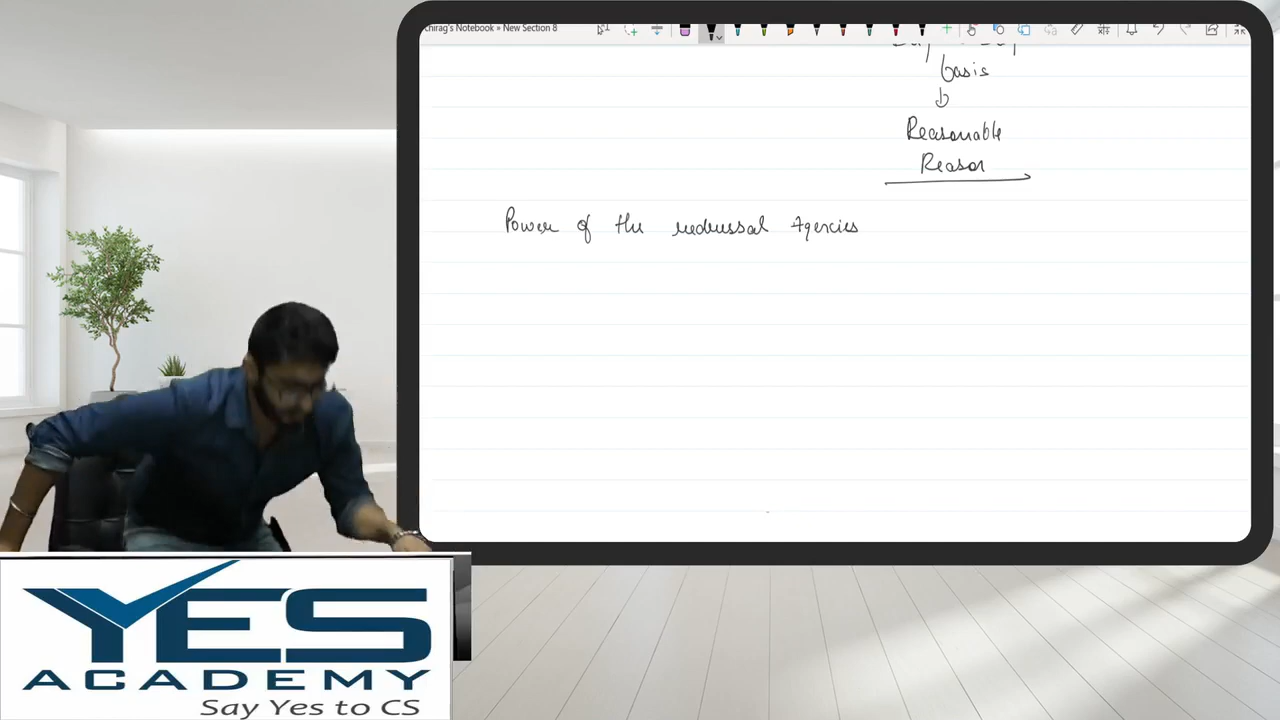 chirag's Notebook » New Section 8
basis
Reasonable
Reason
Power of the redressal Agencies
YES
ACADEMY
Say Yes to CS